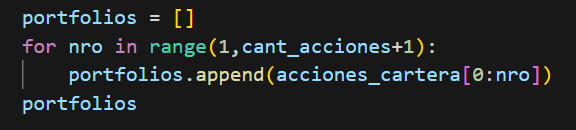 portfolios = []
for nro in range(1,cant_acciones+1):
    portfolios.append(acciones_cartera[0:nro])
portfolios